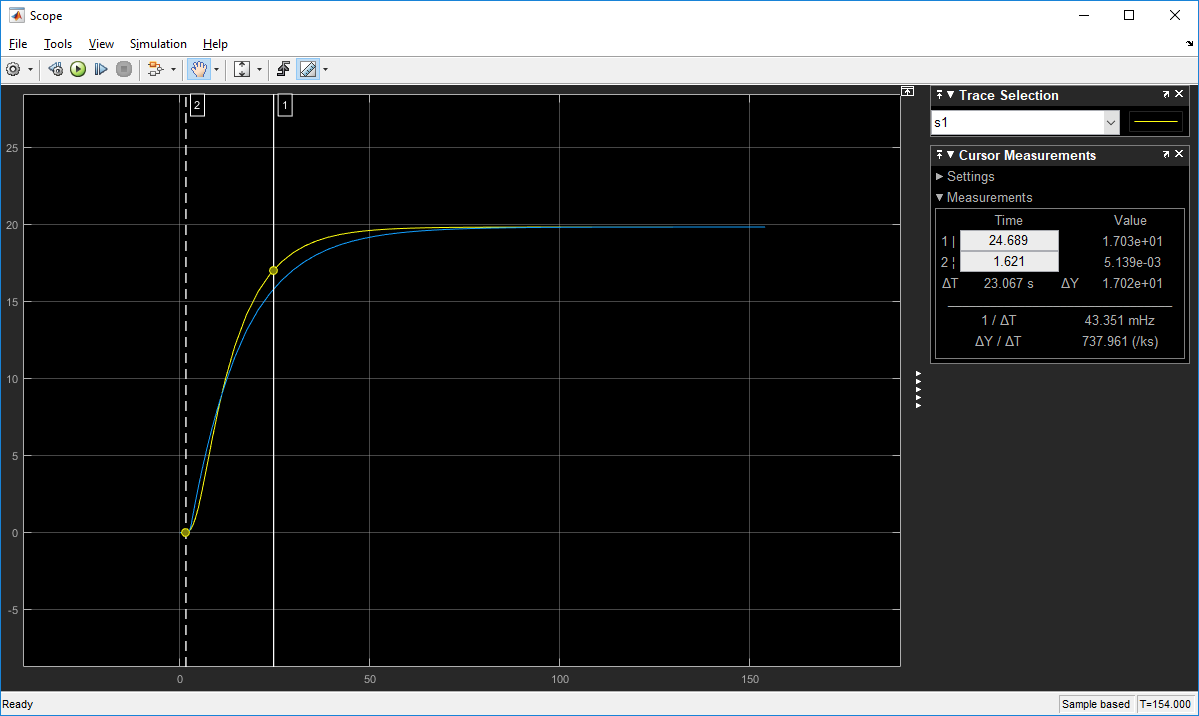 Scope
File Tools View Simulation Help
2
1
25
20
15
10
5
0
-5
0 50 100 150
Trace Selection
s1
Cursor Measurements
Settings
Measurements
Time Value
1 | 24.689 1.703e+01
2 ¦ 1.621 5.139e-03
ΔT 23.067 s ΔY 1.702e+01
1 / ΔT 43.351 mHz
ΔY / ΔT 737.961 (/ks)
Ready Sample based T=154.000